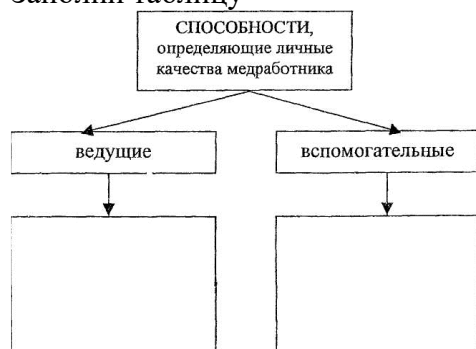 Заполни таблицу
СПОСОБНОСТИ,
определяющие личные
качества медработника
ведущие
вспомогательные